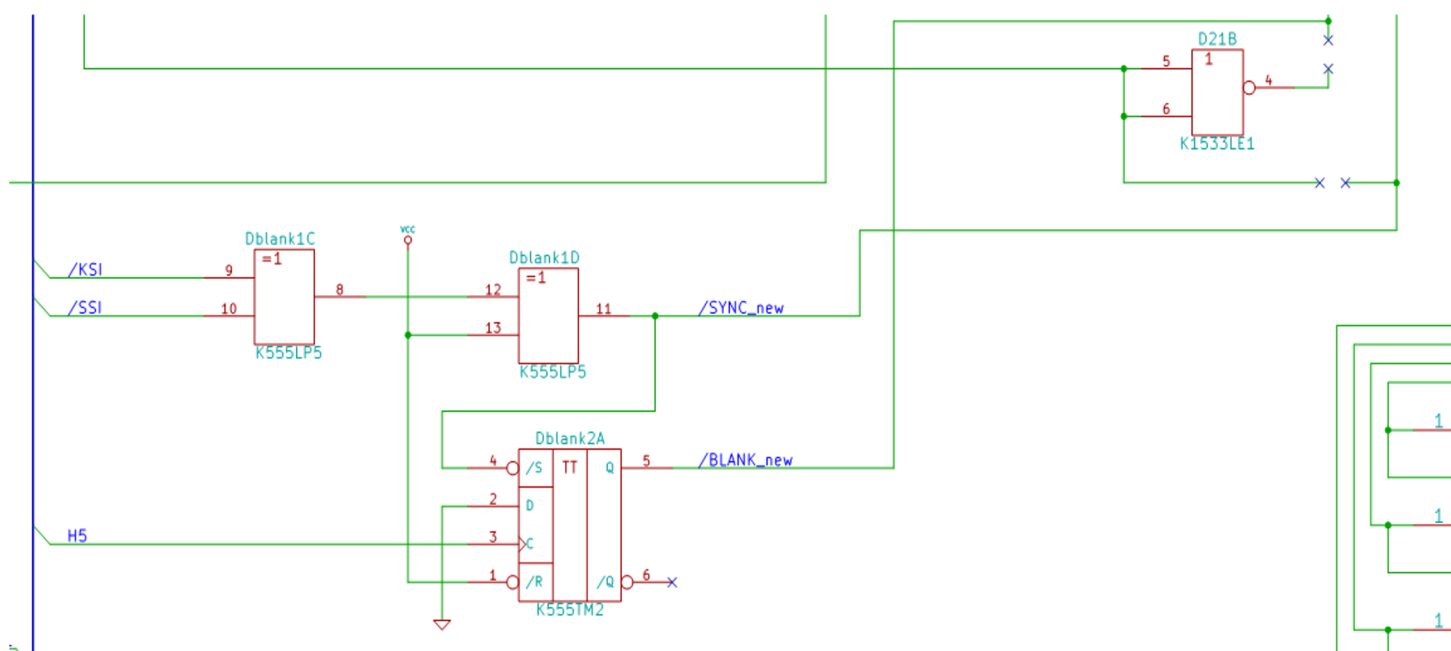 D21B
5
1
4
6
K1533LE1
Dblank1C
vcc
Dblank1D
/KSI
9
=1
8
12
=1
/SSI
10
11
/SYNC_new
13
K555LP5
K555LP5
Dblank2A
1
4
/S
TT
Q
5
/BLANK_new
2
D
1
H5
3
C
1
/R
/Q
6
K555TM2
1